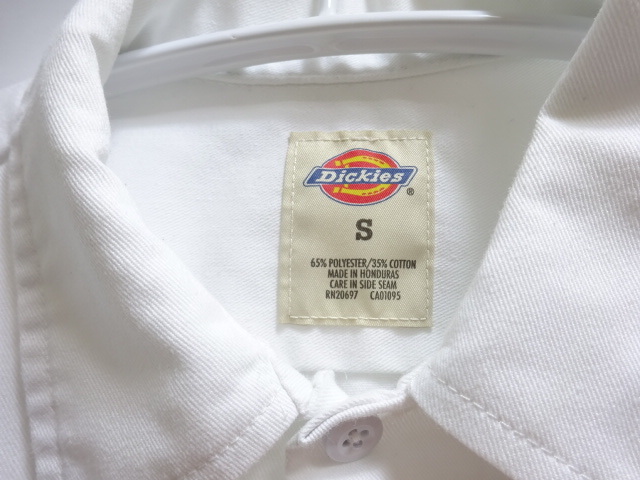 Dickies ®
S
65% POLYESTER/35% COTTON
MADE IN HONDURAS
CARE IN SIDE SEAM
RN20697 CA01095